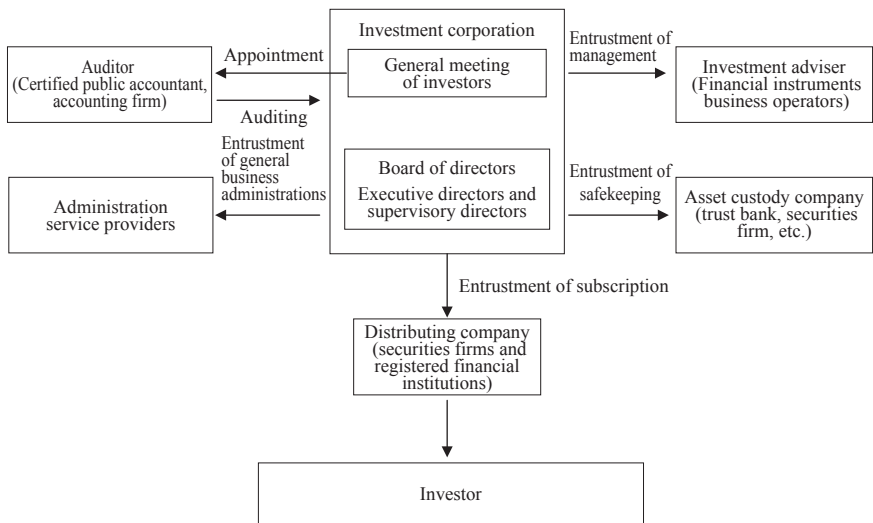 Investment corporation
General meeting
of investors
Board of directors
Executive directors and
supervisory directors
Auditor
(Certified public accountant,
accounting firm)
Appointment
Auditing
Entrustment
of general
business
administrations
Administration
service providers
Entrustment of
management
Investment adviser
(Financial instruments
business operators)
Entrustment of
safekeeping
Asset custody company
(trust bank, securities
firm, etc.)
Entrustment of subscription
Distributing company
(securities firms and
registered financial
institutions)
Investor